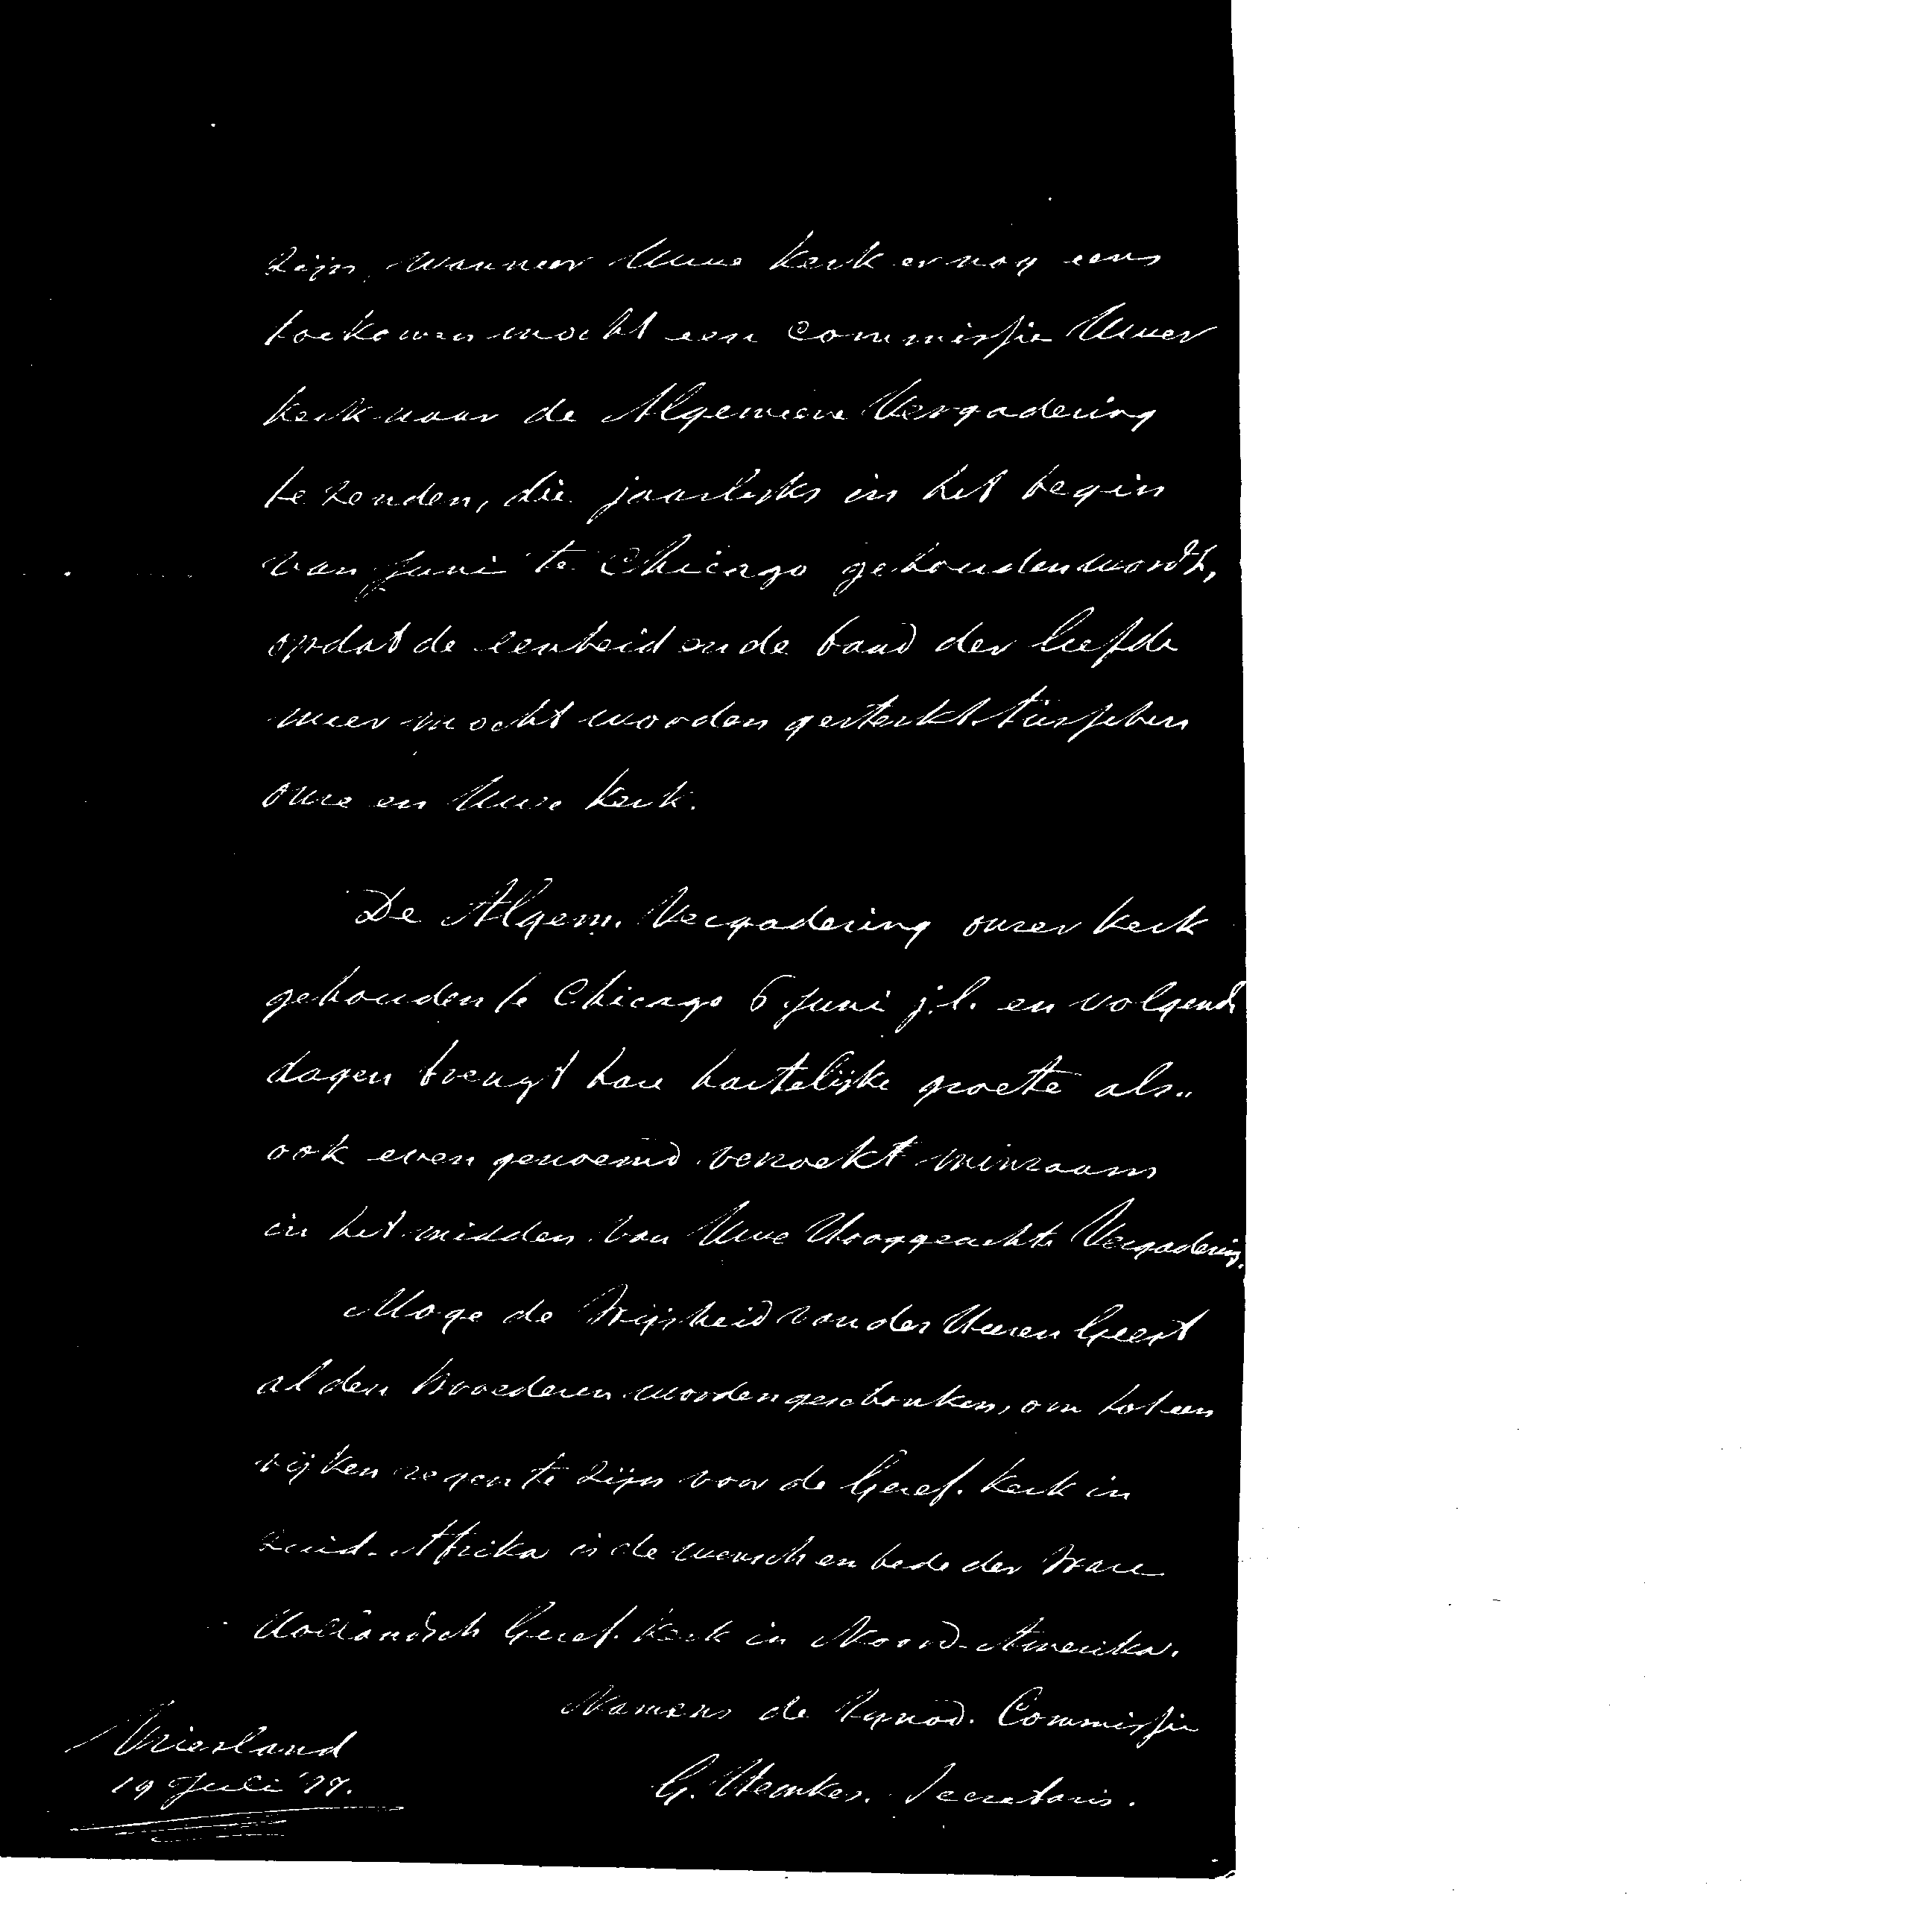 zijn, wanneer Uwe kerk er nog eens
toekomen mocht een Commissie Uwer
kerk naar de Algemeene Vergadering
te zenden, die jaarlijks in het begin
van Juni te Chicago gehouden wordt,
opdat de eenheid en de band der liefde
meer mocht worden gesterkt tusschen
onze en Uwe kerk.
De Algem. Vergadering onzer kerk
gehouden te Chicago 6 Juni j.l. en volgende
dagen brengt hare hartelijke groete als..
ook even genoemd verzoekt minzaam
in het midden van Uwe Hooggeachte Vergadering.
Moge de Wijsheid van des Heeren Geest
al den Broederen worden geschonken, om tot een
rijken zegen te zijn voor de Geref. Kerk in
Zuid-Afrika is de wensch en bede der Ware
Hollandsch Geref. Kerk in Noord-Amerika.
Namens de Synod. Commissie
Vriesland
19 Juli
G. Hemkes. Secretaris.